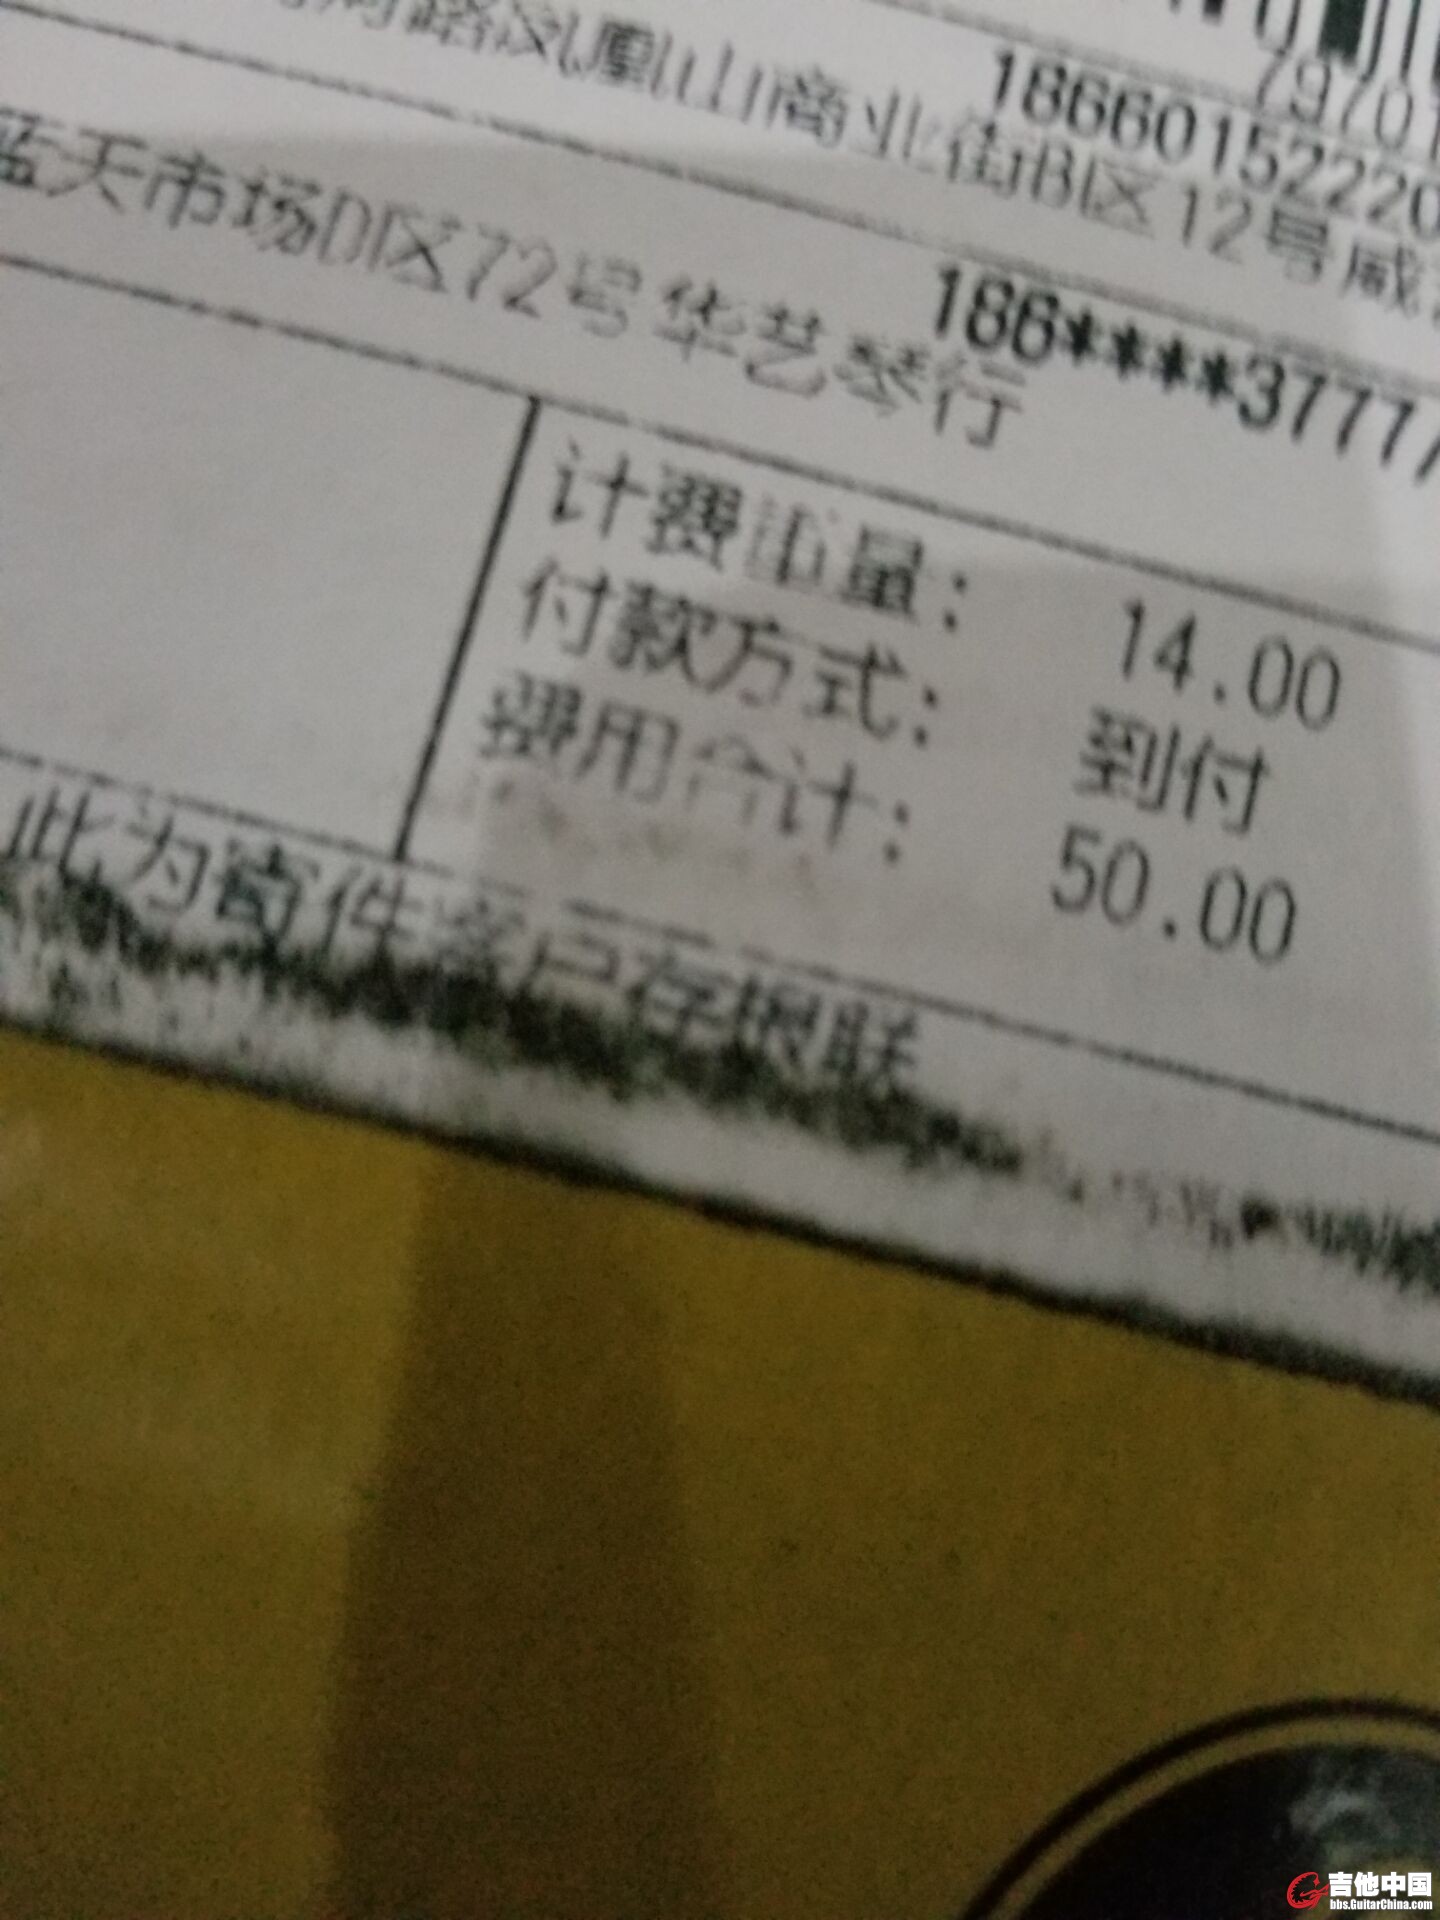 7970
18660152220
路凤凰山商业街B区12号威
186****3777
蓝天市场D区72号华艺琴行
计费重量： 14.00
付款方式： 到付
费用合计： 50.00
此为寄件客户存根联
吉他中国
bbs.GuitarChina.com